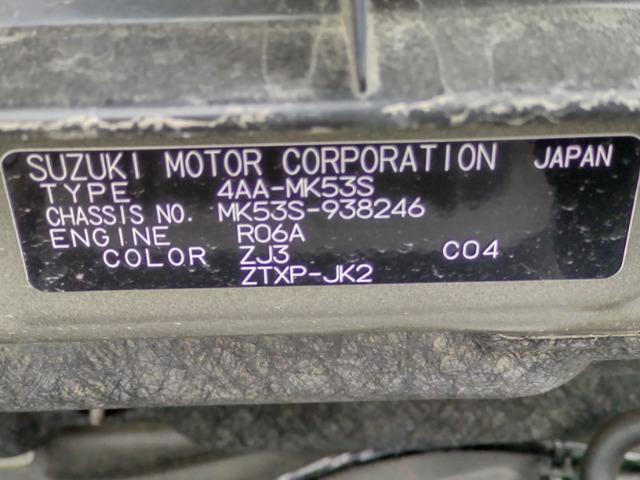 SUZUKI MOTOR CORPORATION JAPAN
TYPE 4AA-MK53S
CHASSIS NO. MK53S-938246
ENGINE R06A
COLOR ZJ3 C04
ZTXP-JK2